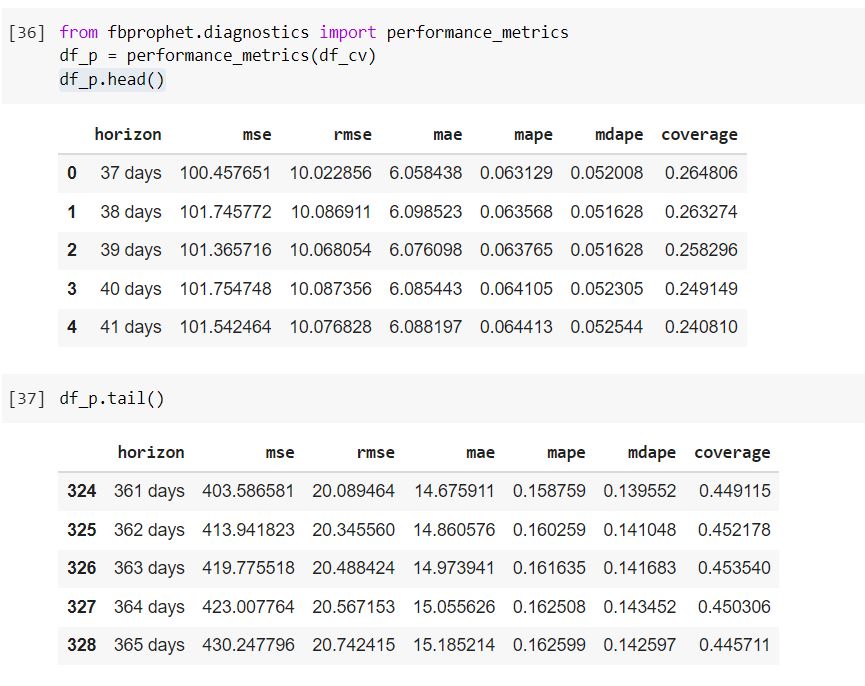 [36] from fbprophet.diagnostics import performance_metrics
df_p = performance_metrics(df_cv)
df_p.head()
horizon mse rmse mae mape mdape coverage
0 37 days 100.457651 10.022856 6.058438 0.063129 0.052008 0.264806
1 38 days 101.745772 10.086911 6.098523 0.063568 0.051628 0.263274
2 39 days 101.365716 10.068054 6.076098 0.063765 0.051628 0.258296
3 40 days 101.754748 10.087356 6.085443 0.064105 0.052305 0.249149
4 41 days 101.542464 10.076828 6.088197 0.064413 0.052544 0.240810
[37] df_p.tail()
horizon mse rmse mae mape mdape coverage
324 361 days 403.586581 20.089464 14.675911 0.158759 0.139552 0.449115
325 362 days 413.941823 20.345560 14.860576 0.160259 0.141048 0.452178
326 363 days 419.775518 20.488424 14.973941 0.161635 0.141683 0.453540
327 364 days 423.007764 20.567153 15.055626 0.162508 0.143452 0.450306
328 365 days 430.247796 20.742415 15.185214 0.162599 0.142597 0.445711